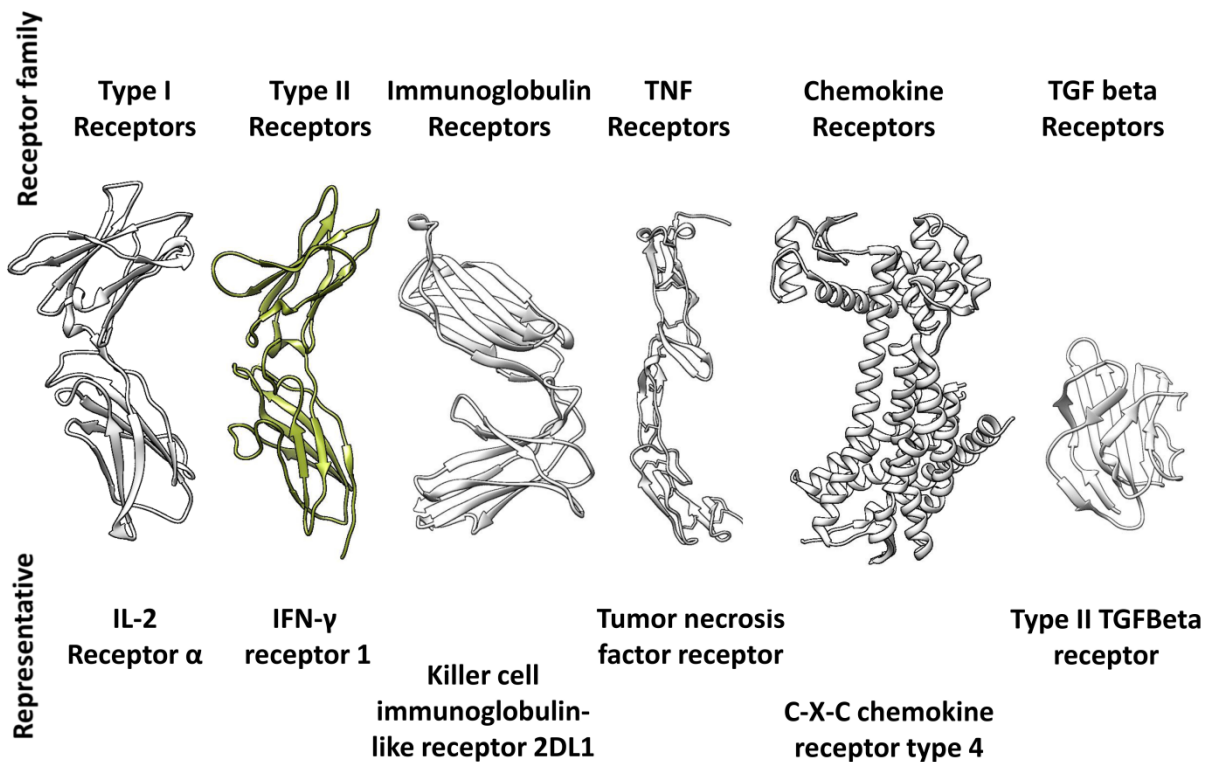 Receptor family
Type I
Receptors
Type II
Receptors
Immunoglobulin
Receptors
TNF
Receptors
Chemokine
Receptors
TGF beta
Receptors
Representative
IL-2
Receptor α
IFN-γ
receptor 1
Killer cell
immunoglobulin-
like receptor 2DL1
Tumor necrosis
factor receptor
C-X-C chemokine
receptor type 4
Type II TGFBeta
receptor